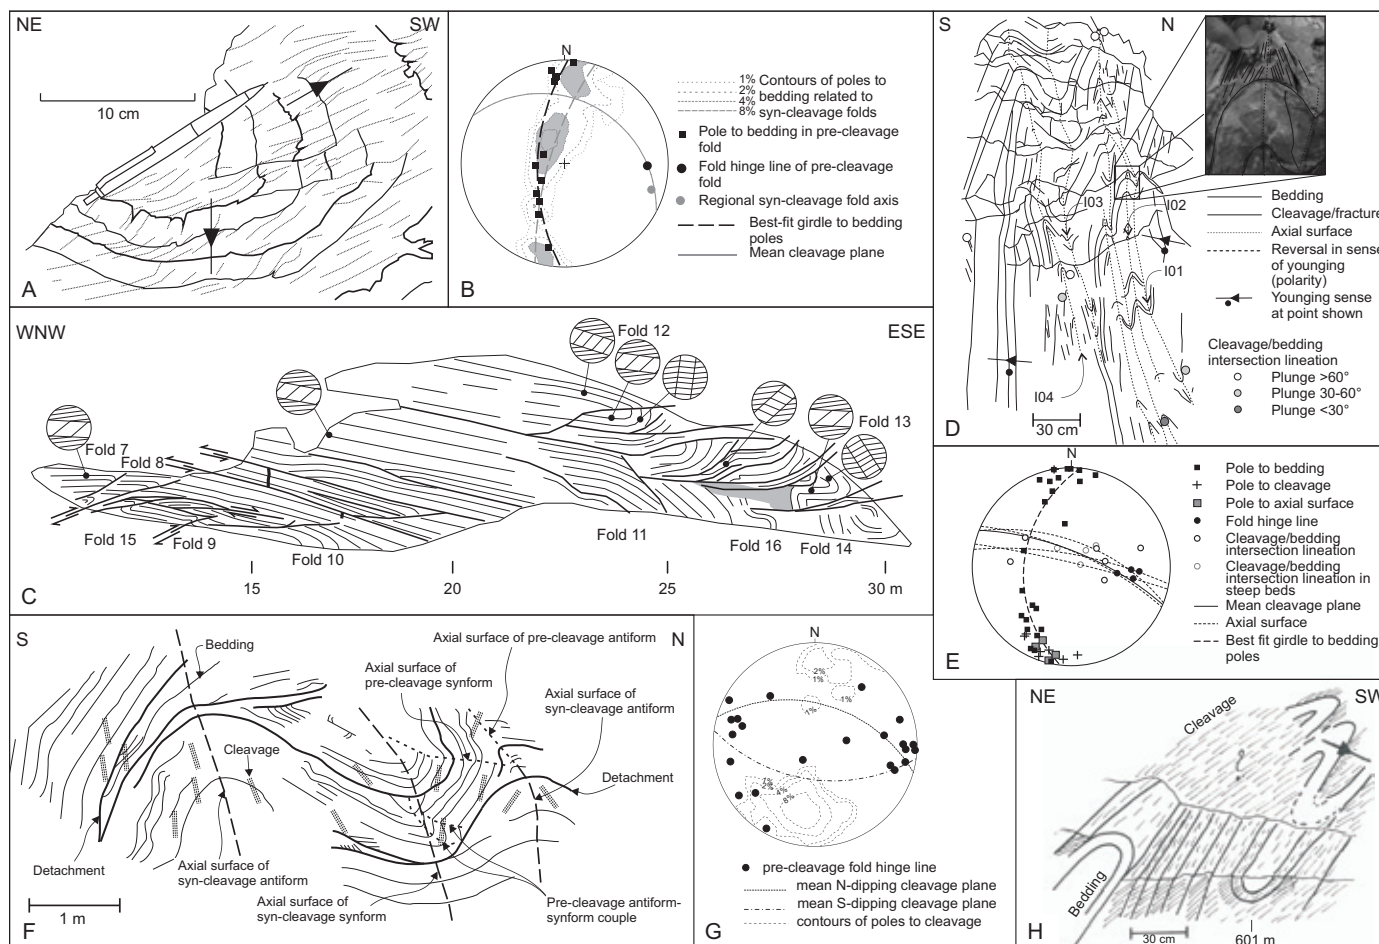 NE
SW
10 cm
A
N
1% Contours of poles to
2% bedding related to
4%
8% syn-cleavage folds
Pole to bedding in pre-cleavage
fold
Fold hinge line of pre-cleavage
fold
Regional syn-cleavage fold axis
Best-fit girdle to bedding
poles
Mean cleavage plane
B
S
N
I03
I02
I01
I04
30 cm
D
Bedding
Cleavage/fracture
Axial surface
Reversal in sense
of younging
(polarity)
Younging sense
at point shown
Cleavage/bedding
intersection lineation
Plunge >60°
Plunge 30-60°
Plunge <30°
WNW
ESE
Fold 12
Fold 13
Fold 7
Fold 8
Fold 15
Fold 9
Fold 10
Fold 11
Fold 16
Fold 14
15
20
25
30 m
C
N
Pole to bedding
Pole to cleavage
Pole to axial surface
Fold hinge line
Cleavage/bedding
intersection lineation
Cleavage/bedding
intersection lineation in
steep beds
Mean cleavage plane
Axial surface
Best fit girdle to bedding
poles
E
S
N
Bedding
Axial surface of pre-cleavage antiform
Axial surface of
pre-cleavage synform
Axial surface of
syn-cleavage antiform
Cleavage
Detachment
Detachment
Axial surface of
syn-cleavage antiform
Axial surface of
syn-cleavage synform
Pre-cleavage antiform-
synform couple
1 m
F
N
2%
1%
1%
1%
8%
pre-cleavage fold hinge line
mean N-dipping cleavage plane
mean S-dipping cleavage plane
contours of poles to cleavage
G
NE
SW
Cleavage
Bedding
30 cm
601 m
H